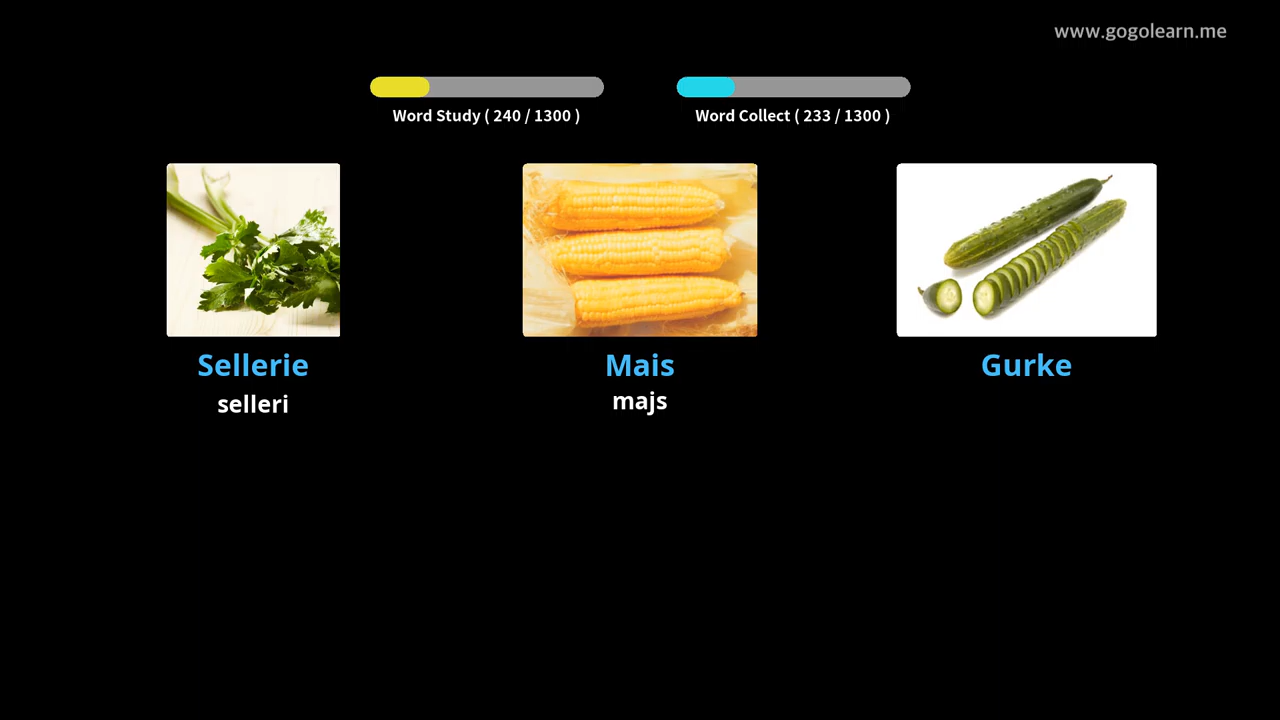 www.gogolearn.me
Word Study ( 240 / 1300 )
Word Collect ( 233 / 1300 )
Sellerie
selleri
Mais
majs
Gurke